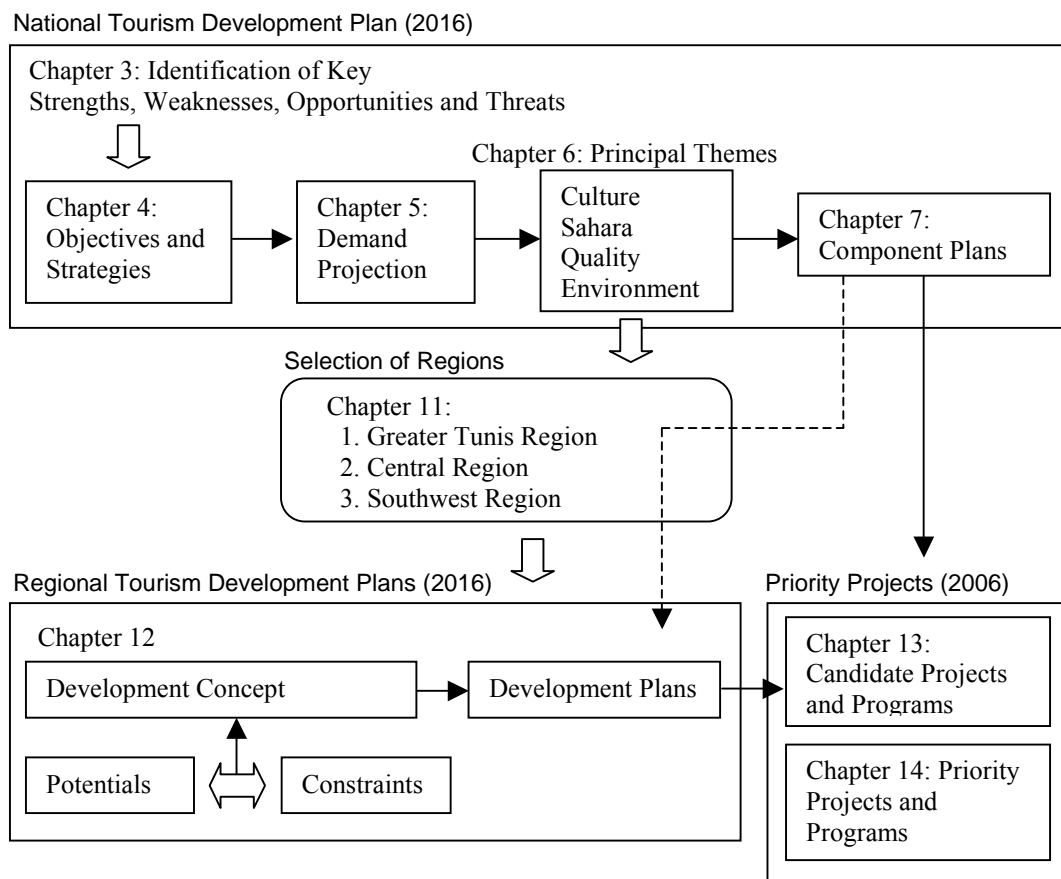 National Tourism Development Plan (2016)
Chapter 3: Identification of Key
Strengths, Weaknesses, Opportunities and Threats
Chapter 4:
Objectives and
Strategies
Chapter 5:
Demand
Projection
Chapter 6: Principal Themes
Culture
Sahara
Quality
Environment
Chapter 7:
Component Plans
Selection of Regions
Chapter 11:
1. Greater Tunis Region
2. Central Region
3. Southwest Region
Regional Tourism Development Plans (2016)
Chapter 12
Development Concept
Development Plans
Potentials
Constraints
Priority Projects (2006)
Chapter 13:
Candidate Projects
and Programs
Chapter 14: Priority
Projects and
Programs